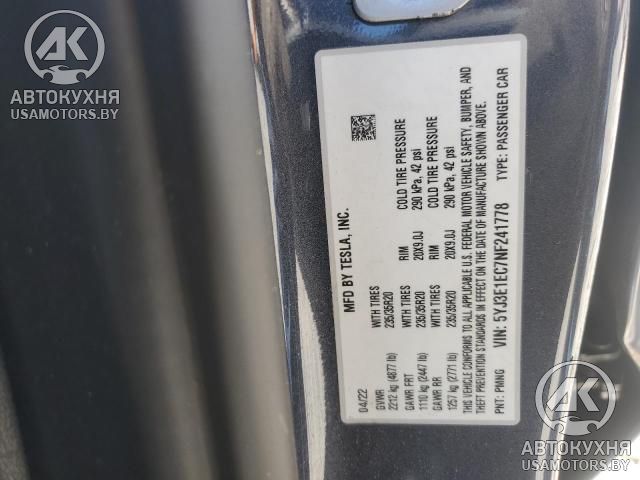 АК
АВТОКУХНЯ
USAMOTORS.BY
MFD BY TESLA, INC.
04/22
GVWR WITH TIRES RIM COLD TIRE PRESSURE
2212 kg (4877 lb) 235/35R20 20X9.0J 290 kPa, 42 psi
GAWR FRT WITH TIRES RIM COLD TIRE PRESSURE
1110 kg (2447 lb) 235/35R20 20X9.0J 290 kPa, 42 psi
GAWR RR
1257 kg (2771 lb)
THIS VEHICLE CONFORMS TO ALL APPLICABLE U.S. FEDERAL MOTOR VEHICLE SAFETY, BUMPER, AND
THEFT PREVENTION STANDARDS IN EFFECT ON THE DATE OF MANUFACTURE SHOWN ABOVE.
PNT: PMNG VIN: 5YJ3E1EC7NF241778 TYPE: PASSENGER CAR
АК
АВТОКУХНЯ
USAMOTORS.BY